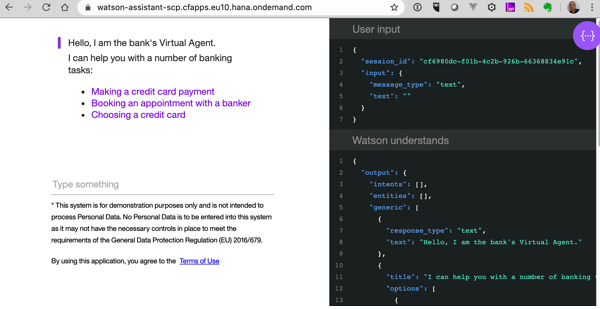 watson-assistant-scp.cfapps.eu10.hana.ondemand.com
Hello, I am the bank's Virtual Agent.
I can help you with a number of banking
tasks:
• Making a credit card payment
• Booking an appointment with a banker
• Choosing a credit card
Type something
* This system is for demonstration purposes only and is not intended to
process Personal Data. No Personal Data is to be entered into this system
as it may not have the necessary controls in place to meet the
requirements of the General Data Protection Regulation (EU) 2016/679.
By using this application, you agree to the Terms of Use
User input
{··}
1 {
2 "session_id": "cf6980dc-f01b-4c2b-926b-66368834e91c",
3 "input": {
4 "message_type": "text",
5 "text": ""
6 }
7 }
Watson understands
1 {
2 "output": {
3 "intents": [],
4 "entities": [],
5 "generic": [
6 {
7 "response_type": "text",
8 "text": "Hello, I am the bank's Virtual Agent."
9 },
10 {
11 "title": "I can help you with a number of banking
12 "options": [
13 {